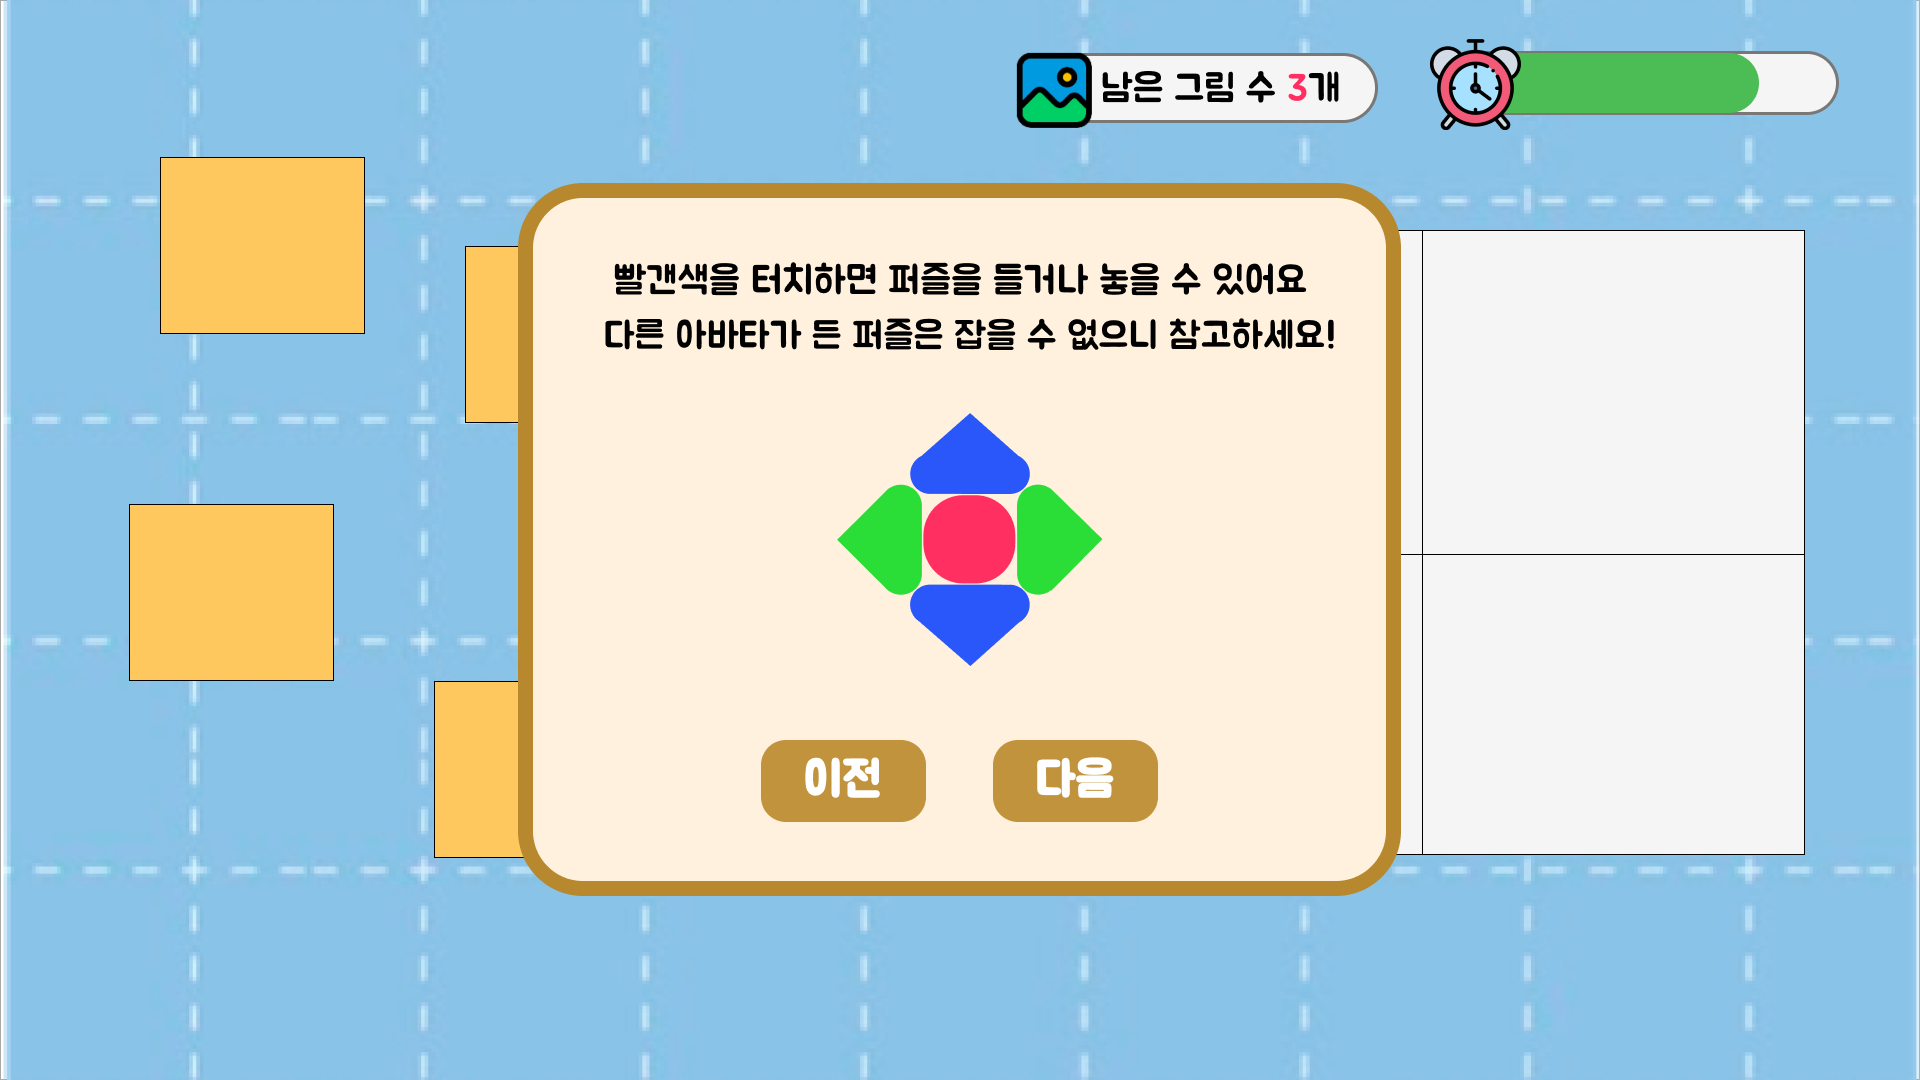 남은 그림 수 3개
빨갠색을 터치하면 퍼즐을 들거나 놓을 수 있어요
다른 아바타가 든 퍼즐은 잡을 수 없으니 참고하세요!
이전
다음